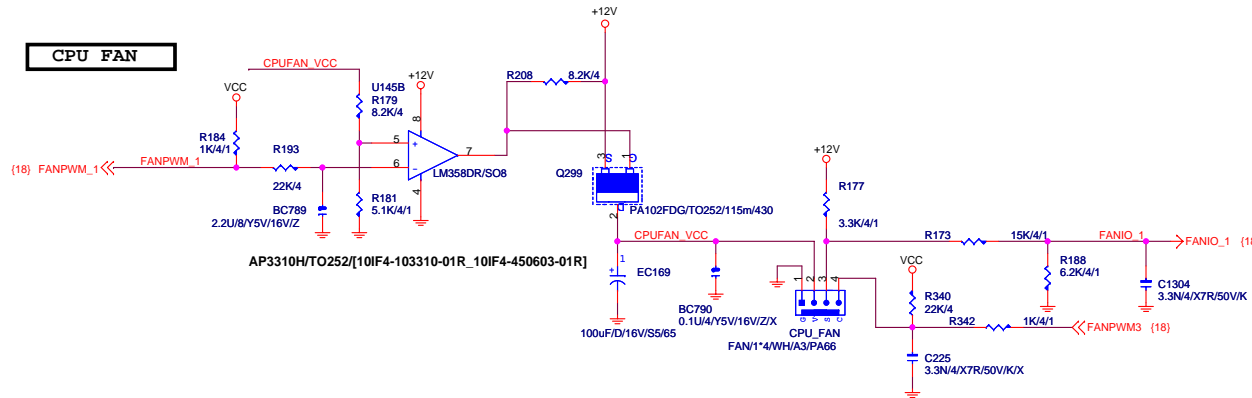 CPU FAN
+12V
CPUFAN_VCC
+12V
R208
8.2K/4
VCC
U145B
R179
8.2K/4
8
R184
1K/4/1
5
+
7
3
S
1
G
{18} FANPWM_1
FANPWM_1
R193
6
-
LM358DR/SO8
Q299
+12V
22K/4
4
R181
5.1K/4/1
D
2
PA102FDG/TO252/115m/430
R177
BC789
2.2U/8/Y5V/16V/Z
3.3K/4/1
CPUFAN_VCC
R173
15K/4/1
FANIO_1
FANIO_1 {18
AP3310H/TO252/[10IF4-103310-01R_10IF4-450603-01R]
+
1
EC169
1
2
3
4
VCC
R188
6.2K/4/1
C1304
3.3N/4/X7R/50V/K
BC790
0.1U/4/Y5V/16V/Z/X
G
V
S
C
R340
22K/4
100uF/D/16V/S5/65
CPU_FAN
FAN/1*4/WH/A3/PA66
R342
1K/4/1
FANPWM3 {18}
C225
3.3N/4/X7R/50V/K/X